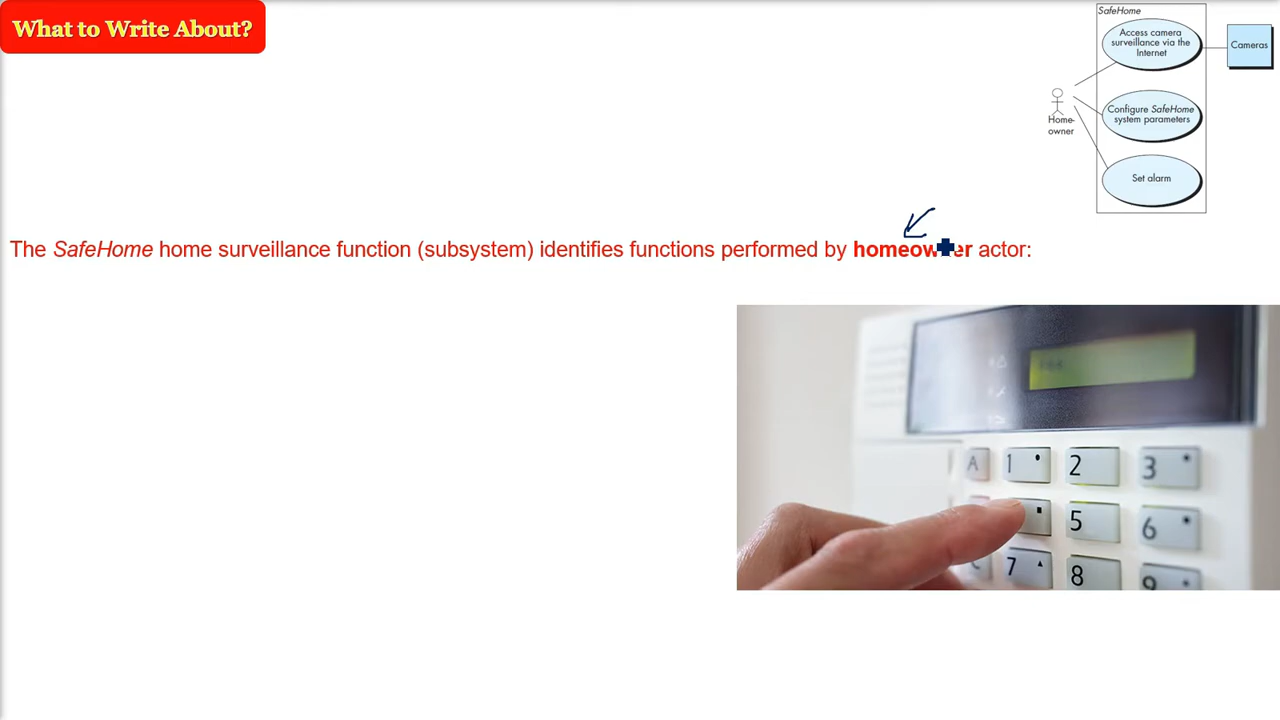 What to Write About?
SafeHome
Access camera
surveillance via the
Internet
Cameras
Configure SafeHome
system parameters
Home-
owner
Set alarm
The SafeHome home surveillance function (subsystem) identifies functions performed by homeowner actor:
A 1 2 3
5 6
7 8 9